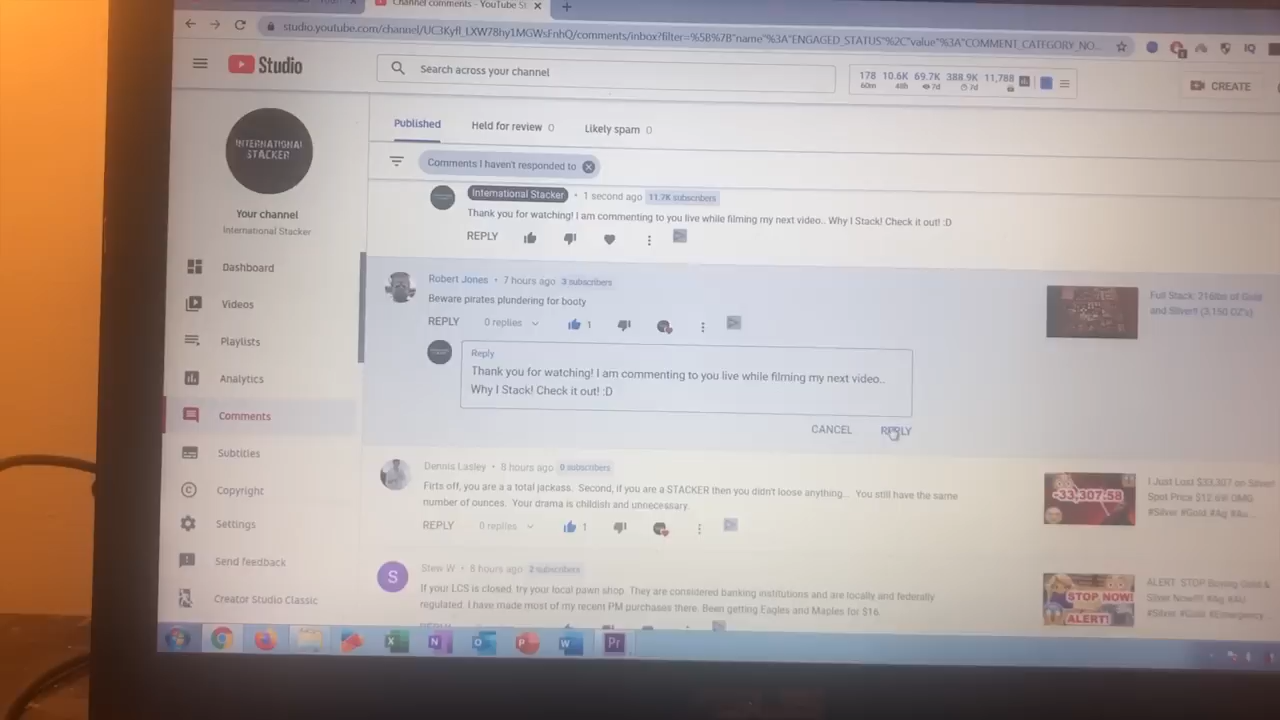 Channel comments - YouTube St
studio.youtube.com/channel/UC3Kyfl_LXW78hy1MGWsFnhQ/comments/inbox?filter=%5B%7B"name"%3A"ENGAGED_STATUS"%2C"value"%3A"COMMENT_CATEGORY_NO...
IQ
Studio
Search across your channel
178 10.6K 69.7K 388.9K 11,788
60m 48h 7d 7d
CREATE
INTERNATIONAL
STACKER
Your channel
International Stacker
Dashboard
Videos
Playlists
Analytics
Comments
Subtitles
Copyright
Settings
Send feedback
Creator Studio Classic
Published Held for review 0 Likely spam 0
Comments I haven't responded to
International Stacker • 1 second ago 11.7K subscribers
Thank you for watching! I am commenting to you live while filming my next video.. Why I Stack! Check it out! :D
REPLY
Robert Jones • 7 hours ago 3 subscribers
Beware pirates plundering for booty
REPLY 0 replies 1
Full Stack: 216lbs of Gold
and Silver!! (3,150 OZ's)
Reply
Thank you for watching! I am commenting to you live while filming my next video..
Why I Stack! Check it out! :D
CANCEL REPLY
Dennis Lasley • 8 hours ago 0 subscribers
Firts off, you are a a total jackass. Second, if you are a STACKER then you didn't loose anything... You still have the same
number of ounces. Your drama is childish and unnecessary.
REPLY 0 replies 1
-33,307.58
I Just Lost $33,307 on Silver!
Spot Price $12.69! OMG
#Silver #Gold #Ag #Au...
S
Stew W • 8 hours ago 2 subscribers
If your LCS is closed, try your local pawn shop. They are considered banking institutions and are locally and federally
regulated. I have made most of my recent PM purchases there. Been getting Eagles and Maples for $16.
STOP NOW!
ALERT!
ALERT: STOP Buying Gold &
Silver Now!!! #Ag #AU
#Silver #Gold #Emergency...
X N O P W Pr